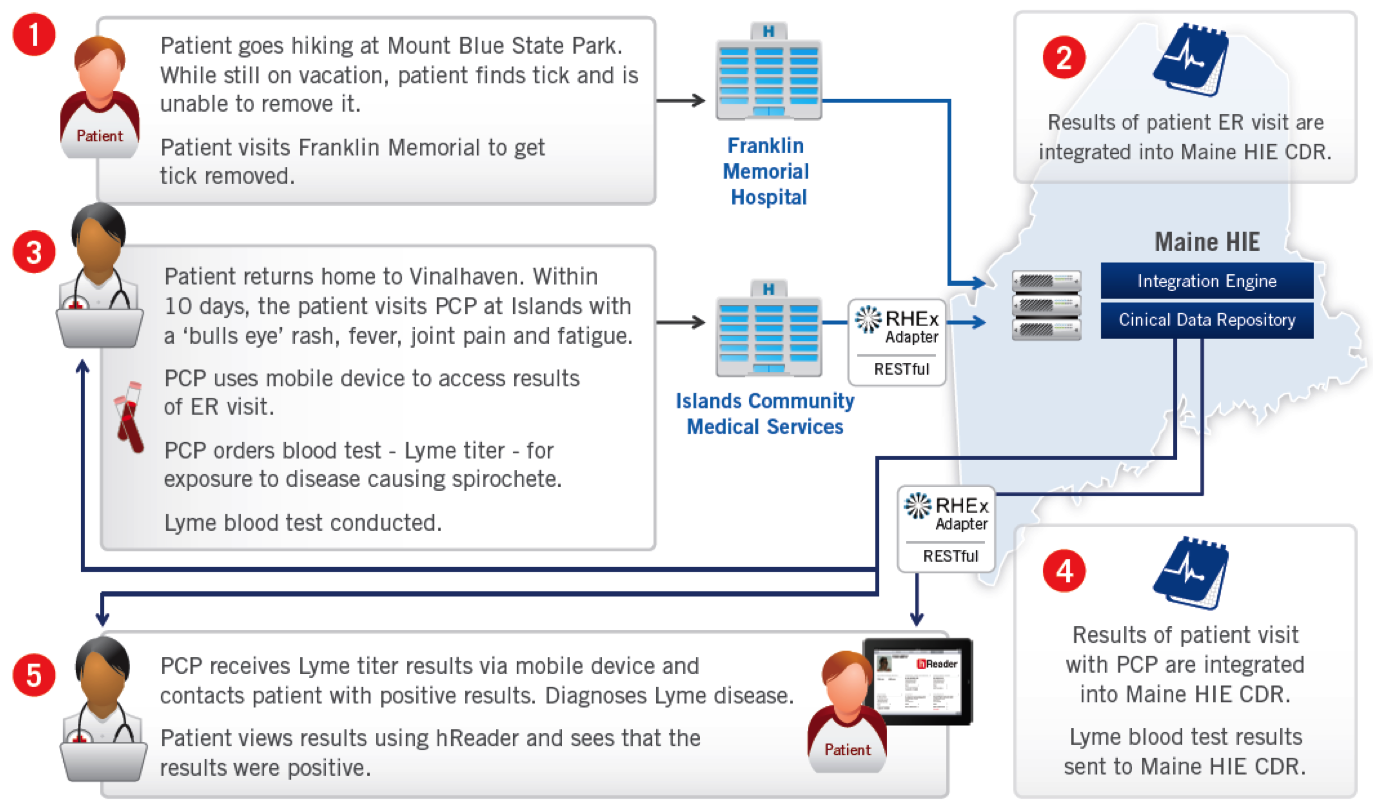 1
Patient goes hiking at Mount Blue State Park.
While still on vacation, patient finds tick and is
unable to remove it.
Patient visits Franklin Memorial to get
tick removed.
Patient
H
Franklin
Memorial
Hospital
2
Results of patient ER visit are
integrated into Maine HIE CDR.
3
Patient returns home to Vinalhaven. Within
10 days, the patient visits PCP at Islands with
a ‘bulls eye’ rash, fever, joint pain and fatigue.
PCP uses mobile device to access results
of ER visit.
PCP orders blood test - Lyme titer - for
exposure to disease causing spirochete.
Lyme blood test conducted.
H
Islands Community
Medical Services
RHEx
Adapter
RESTful
Maine HIE
Integration Engine
Cinical Data Repository
RHEx
Adapter
RESTful
4
Results of patient visit
with PCP are integrated
into Maine HIE CDR.
Lyme blood test results
sent to Maine HIE CDR.
5
PCP receives Lyme titer results via mobile device and
contacts patient with positive results. Diagnoses Lyme disease.
Patient views results using hReader and sees that the
results were positive.
Patient
hReader